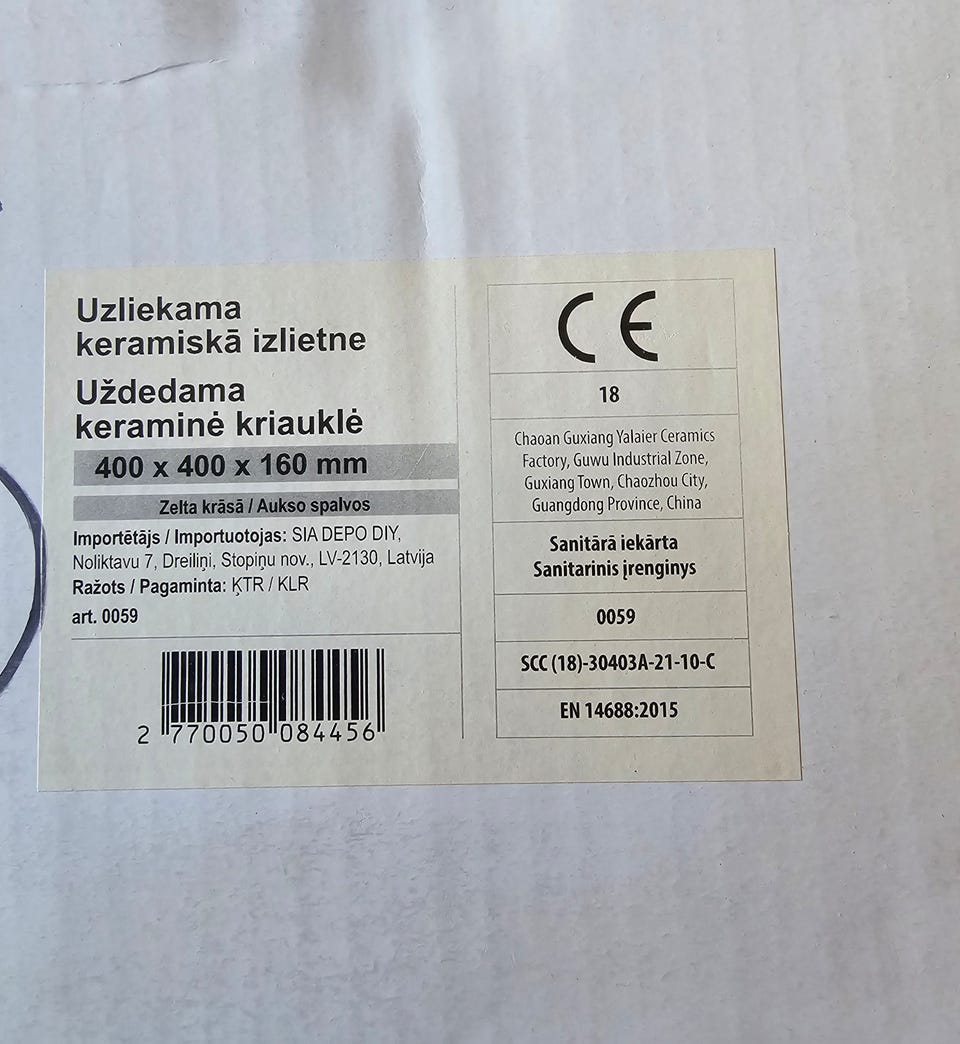 Uzliekama
keramiskā izlietne
Uždedama
keraminė kriauklė
400 x 400 x 160 mm
Zelta krāsā / Aukso spalvos
Importētājs / Importuotojas: SIA DEPO DIY,
Noliktavu 7, Dreiliņi, Stopiņu nov., LV-2130, Latvija
Ražots / Pagaminta: ĶTR / KLR
art. 0059
2 770050 084456
CE
18
Chaoan Guxiang Yalaier Ceramics
Factory, Guwu Industrial Zone,
Guxiang Town, Chaozhou City,
Guangdong Province, China
Sanitārā iekārta
Sanitarinis įrenginys
0059
SCC (18)-30403A-21-10-C
EN 14688:2015